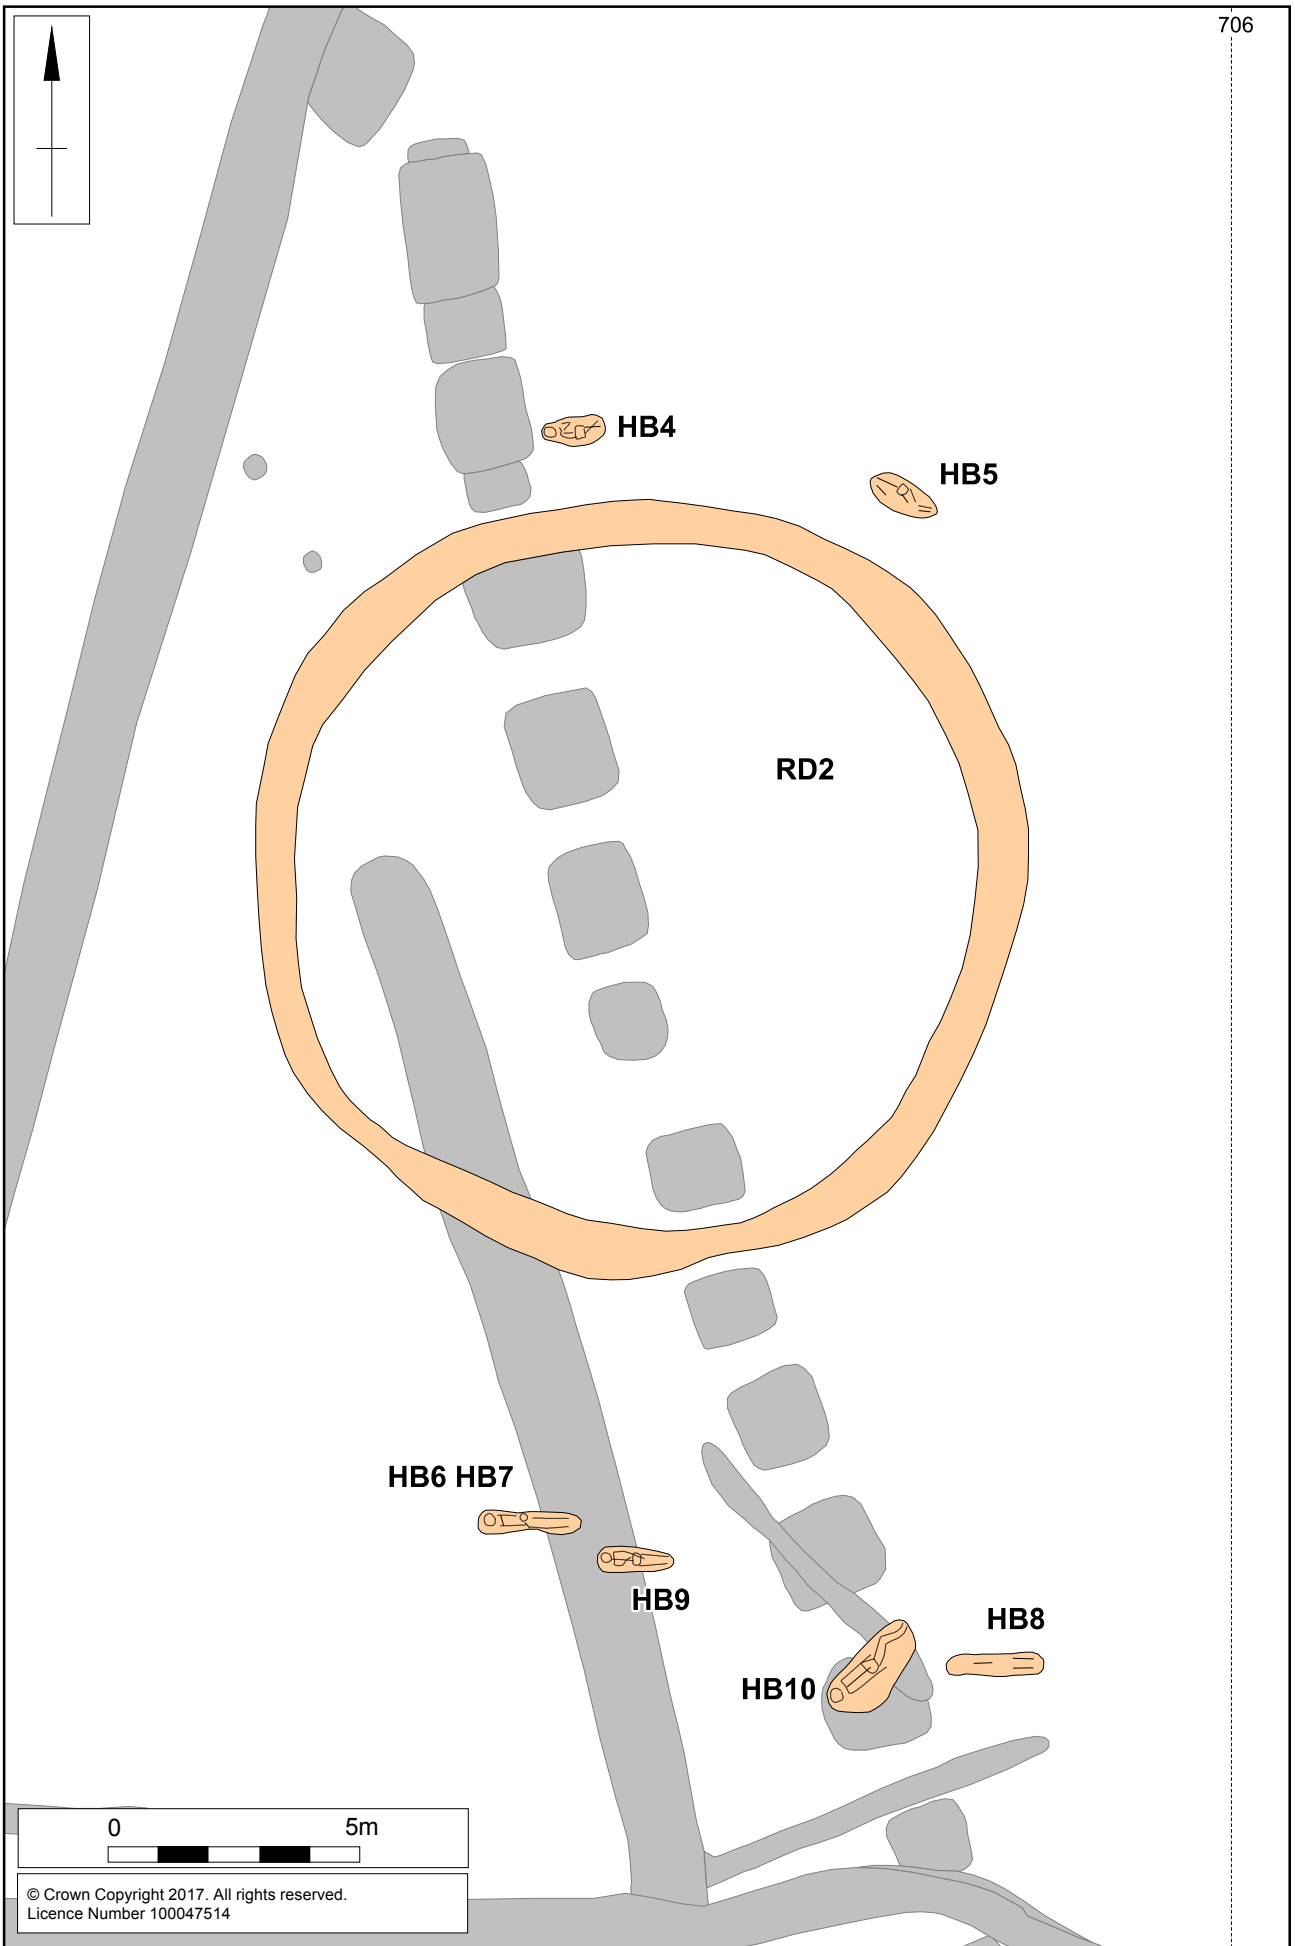 706
HB4
HB5
RD2
HB6 HB7
HB9
HB8
HB10
0 5m
© Crown Copyright 2017. All rights reserved.
Licence Number 100047514